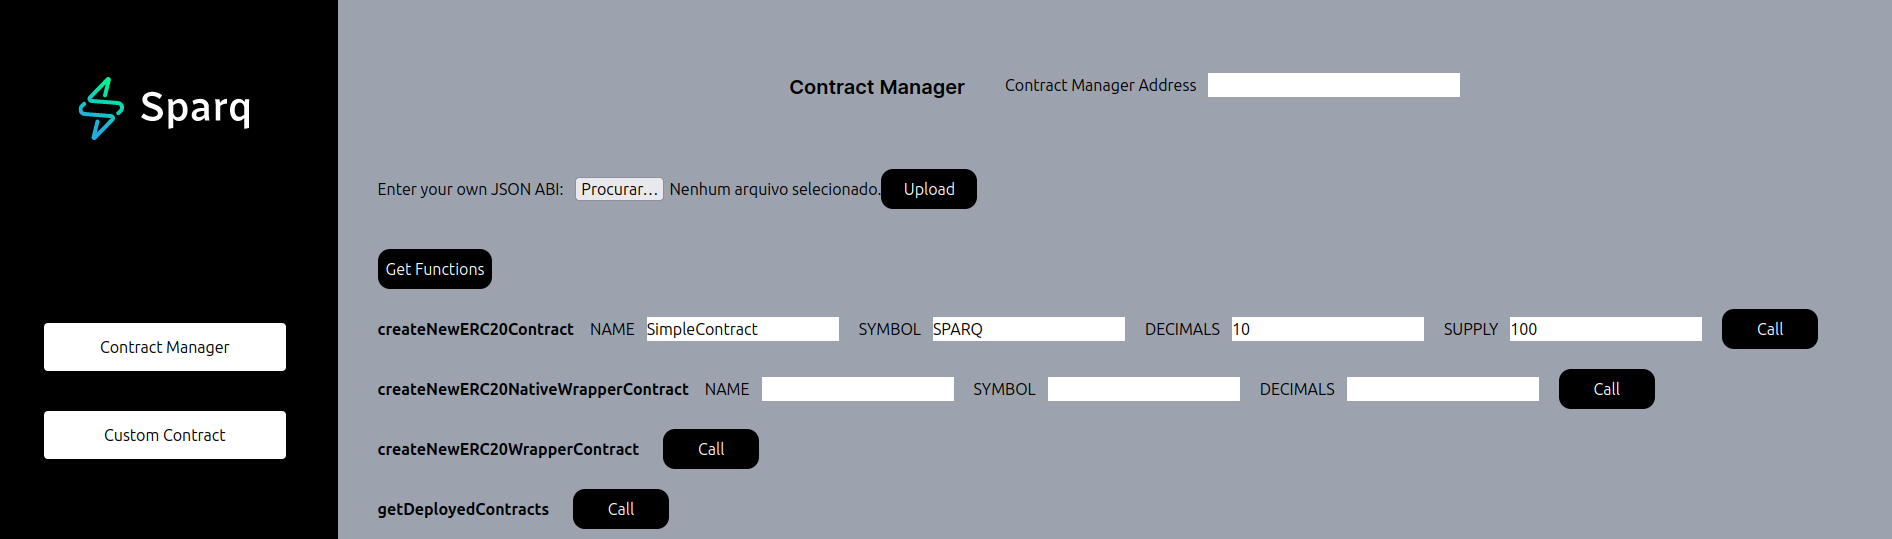 Sparq
Contract Manager
Custom Contract
Contract Manager Contract Manager Address
Enter your own JSON ABI: Procurar... Nenhum arquivo selecionado. Upload
Get Functions
createNewERC20Contract NAME SimpleContract SYMBOL SPARQ DECIMALS 10 SUPPLY 100 Call
createNewERC20NativeWrapperContract NAME SYMBOL DECIMALS Call
createNewERC20WrapperContract Call
getDeployedContracts Call